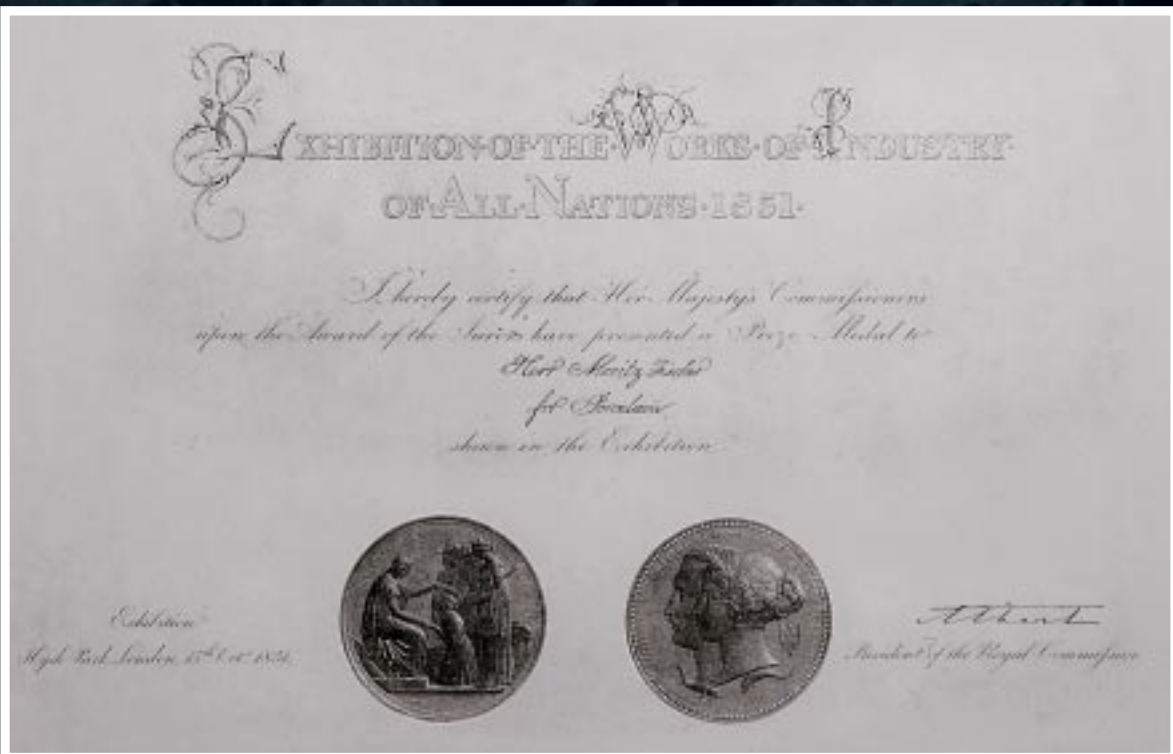 EXHIBITION·OF·THE·WORKS·OF·INDUSTRY·
OF·ALL·NATIONS·1851·
I hereby certify that Her Majesty's Commissioners
upon the Award of the Jurors have presented a Prize Medal to
Herr Moritz Fischer
for Porcelain
shown in the Exhibition
Exhibition
Hyde Park, London, 15th Oct. 1851.
Albert
President of the Royal Commission